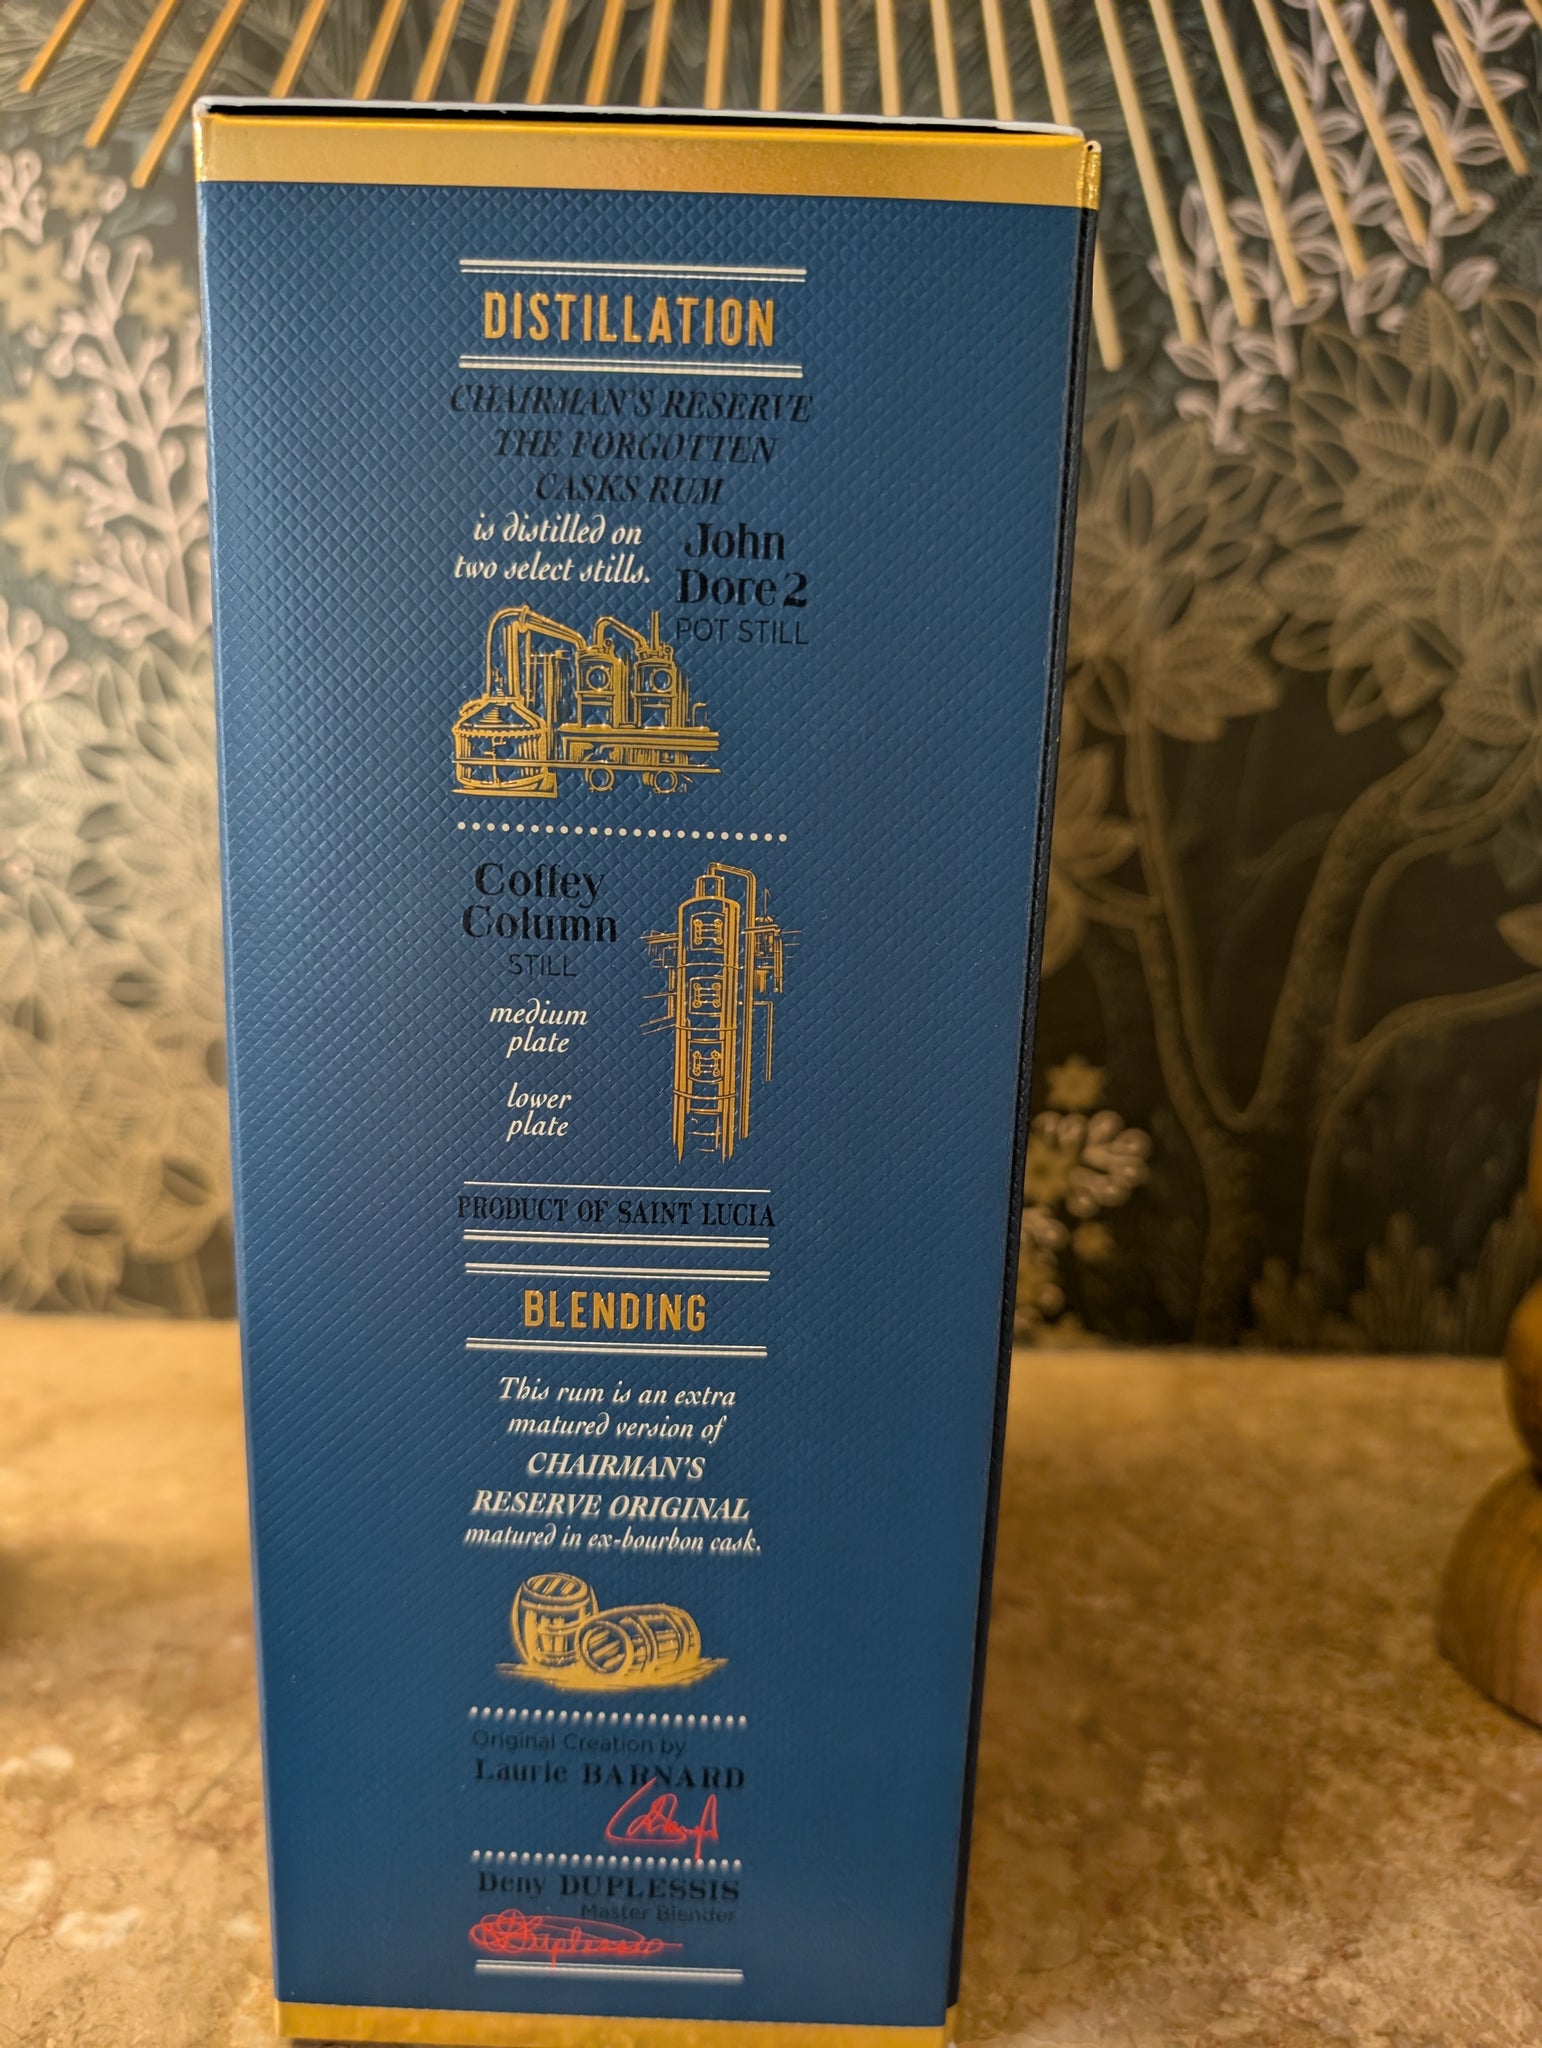 DISTILLATION
CHAIRMAN'S RESERVE
THE FORGOTTEN
CASKS RUM
is distilled on
two select stills.
John
Dore 2
POT STILL
Coffey
Column
STILL
medium
plate
lower
plate
PRODUCT OF SAINT LUCIA
BLENDING
This rum is an extra
matured version of
CHAIRMAN'S
RESERVE ORIGINAL
matured in ex-bourbon cask.
Original Creation by
Laurie BARNARD
Deny DUPLESSIS
Master Blender